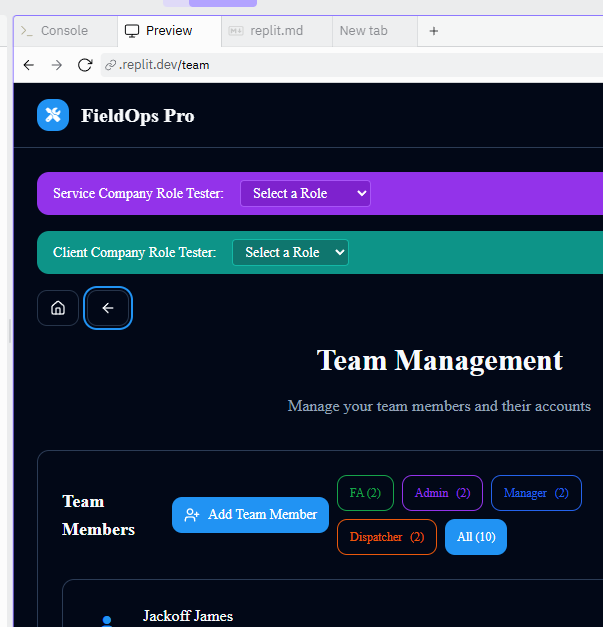 Console
Preview
replit.md
New tab
.replit.dev/team
FieldOps Pro
Service Company Role Tester:
Select a Role
Client Company Role Tester:
Select a Role
Team Management
Manage your team members and their accounts
Team
Members
Add Team Member
FA (2)
Admin (2)
Manager (2)
Dispatcher (2)
All (10)
Jackoff James